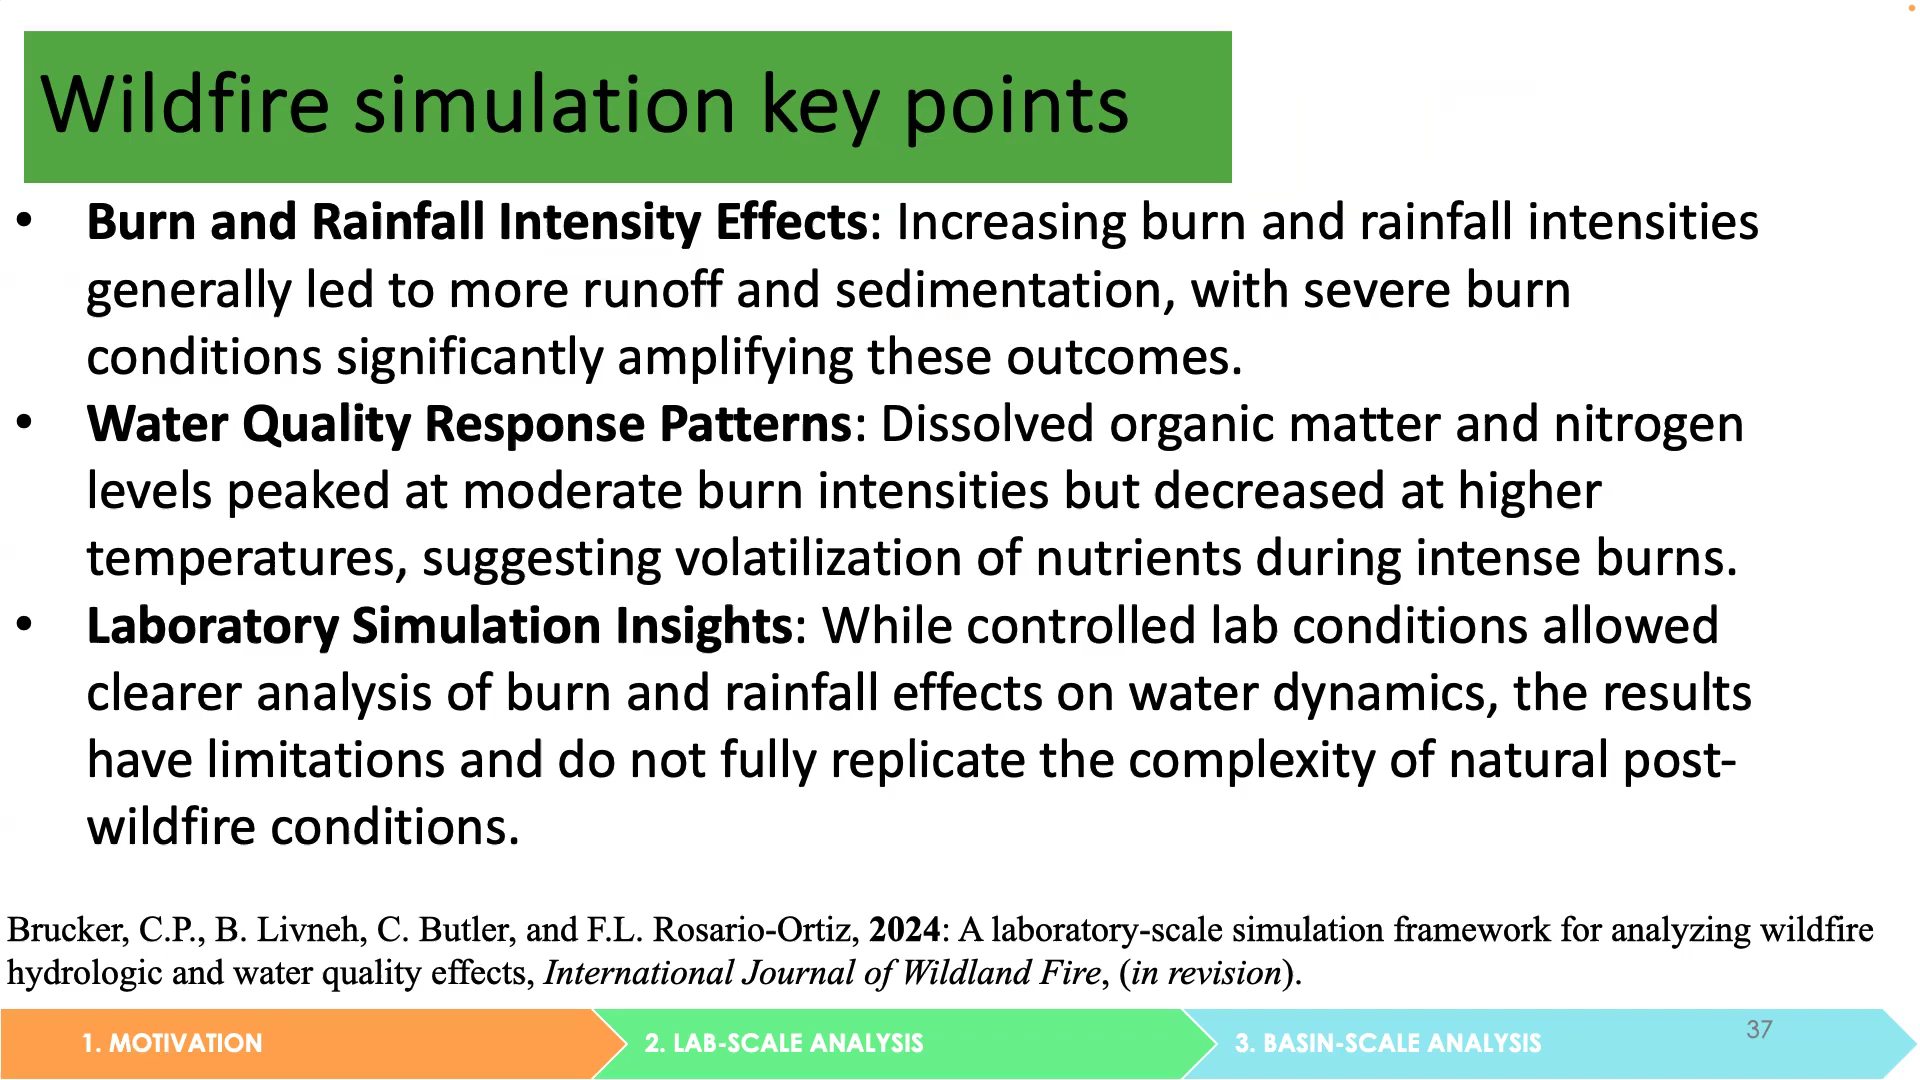 Wildfire simulation key points
• Burn and Rainfall Intensity Effects: Increasing burn and rainfall intensities
generally led to more runoff and sedimentation, with severe burn
conditions significantly amplifying these outcomes.
• Water Quality Response Patterns: Dissolved organic matter and nitrogen
levels peaked at moderate burn intensities but decreased at higher
temperatures, suggesting volatilization of nutrients during intense burns.
• Laboratory Simulation Insights: While controlled lab conditions allowed
clearer analysis of burn and rainfall effects on water dynamics, the results
have limitations and do not fully replicate the complexity of natural post-
wildfire conditions.
Brucker, C.P., B. Livneh, C. Butler, and F.L. Rosario-Ortiz, 2024: A laboratory-scale simulation framework for analyzing wildfire
hydrologic and water quality effects, International Journal of Wildland Fire, (in revision).
1. MOTIVATION
2. LAB-SCALE ANALYSIS
3. BASIN-SCALE ANALYSIS
37